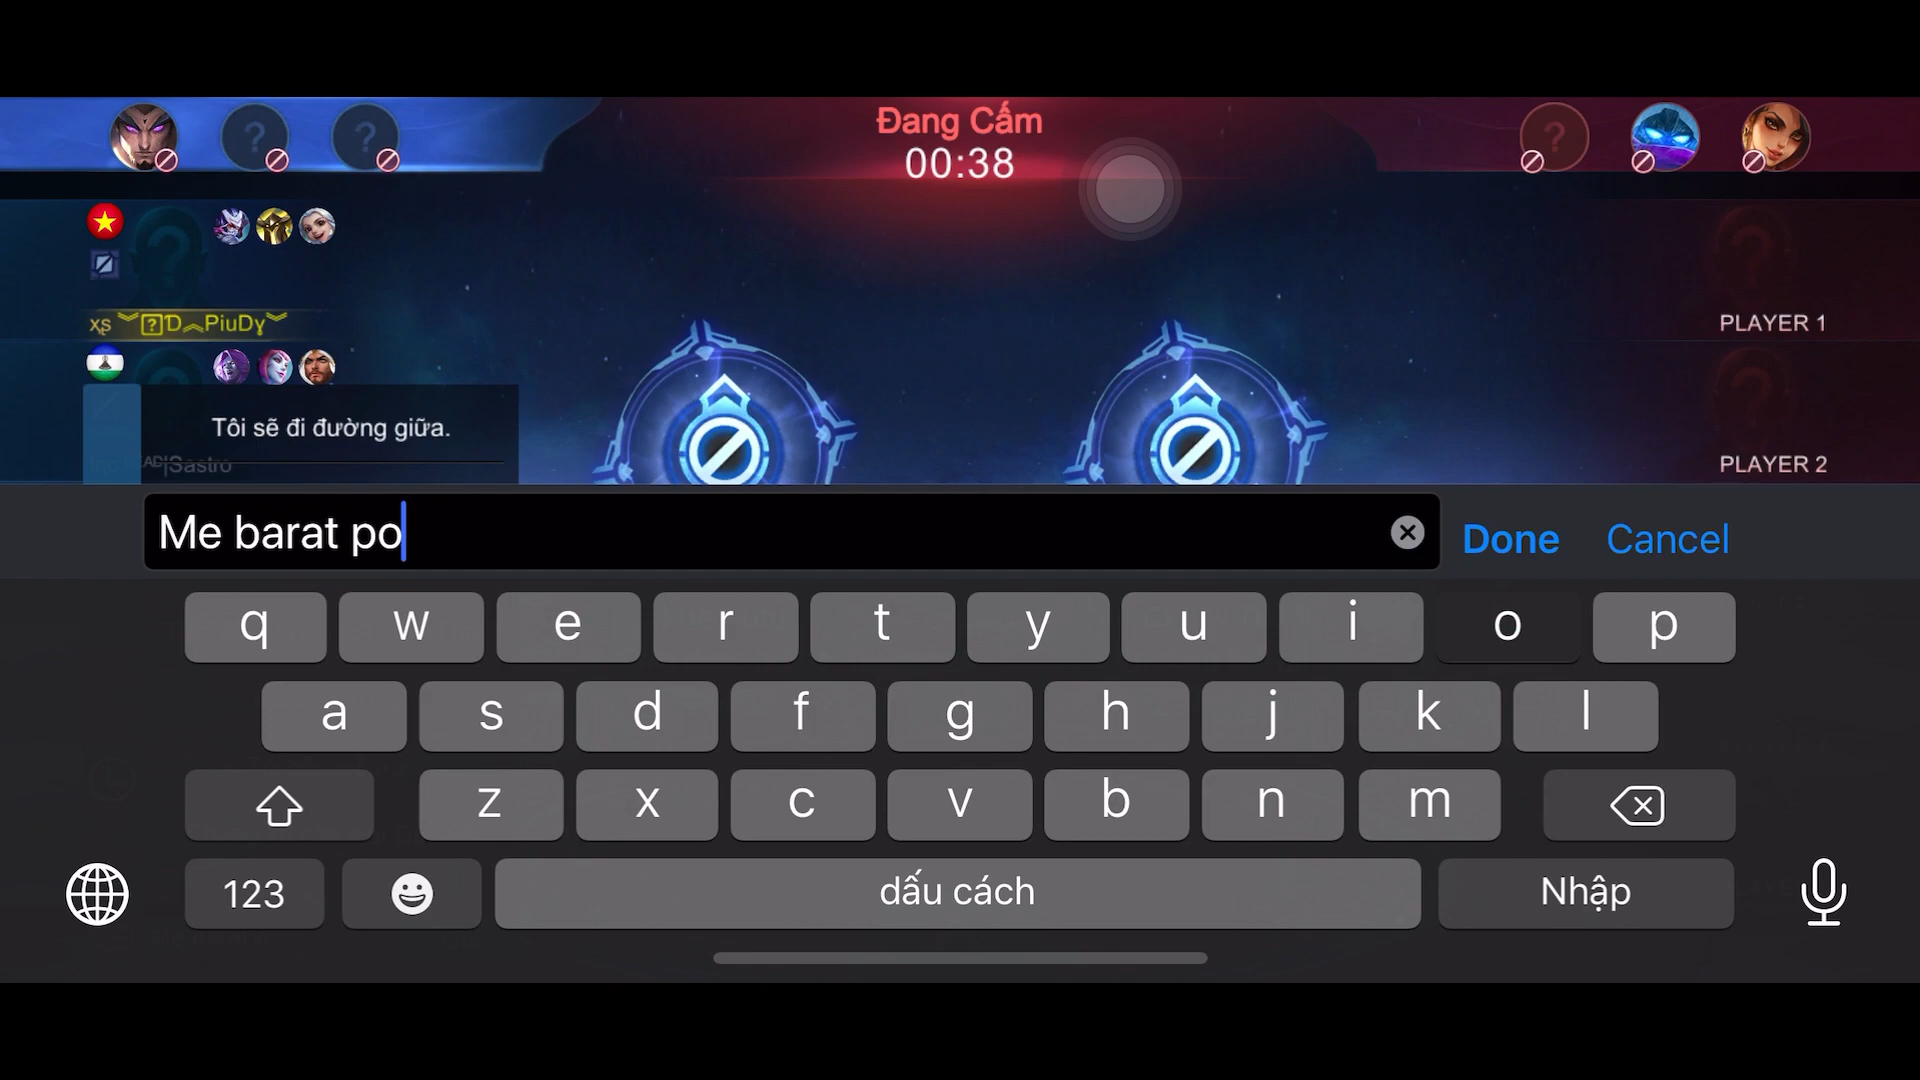 Đang Cấm
00:38
PiuDy
PLAYER 1
Tôi sẽ đi đường giữa.
Sastro
PLAYER 2
Me barat po
Done
Cancel
q w e r t y u i o p
a s d f g h j k l
z x c v b n m
123
dấu cách
Nhập